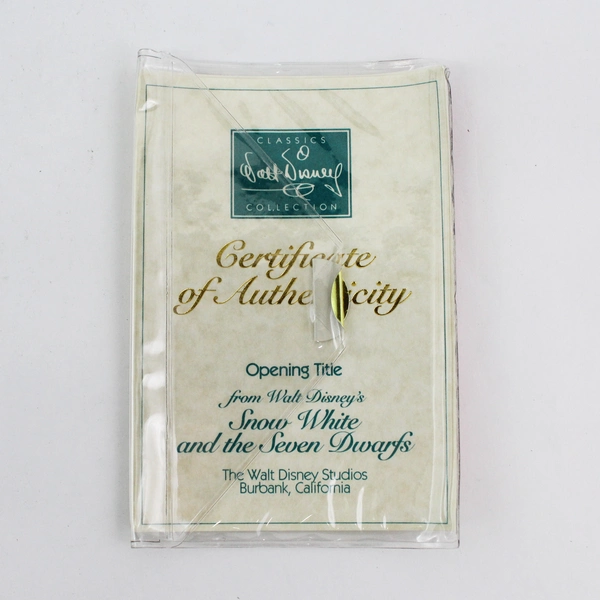 CLASSICS
Walt Disney
COLLECTION
Certificate
of Authenticity
Opening Title
from Walt Disney's
Snow White
and the Seven Dwarfs
The Walt Disney Studios
Burbank, California